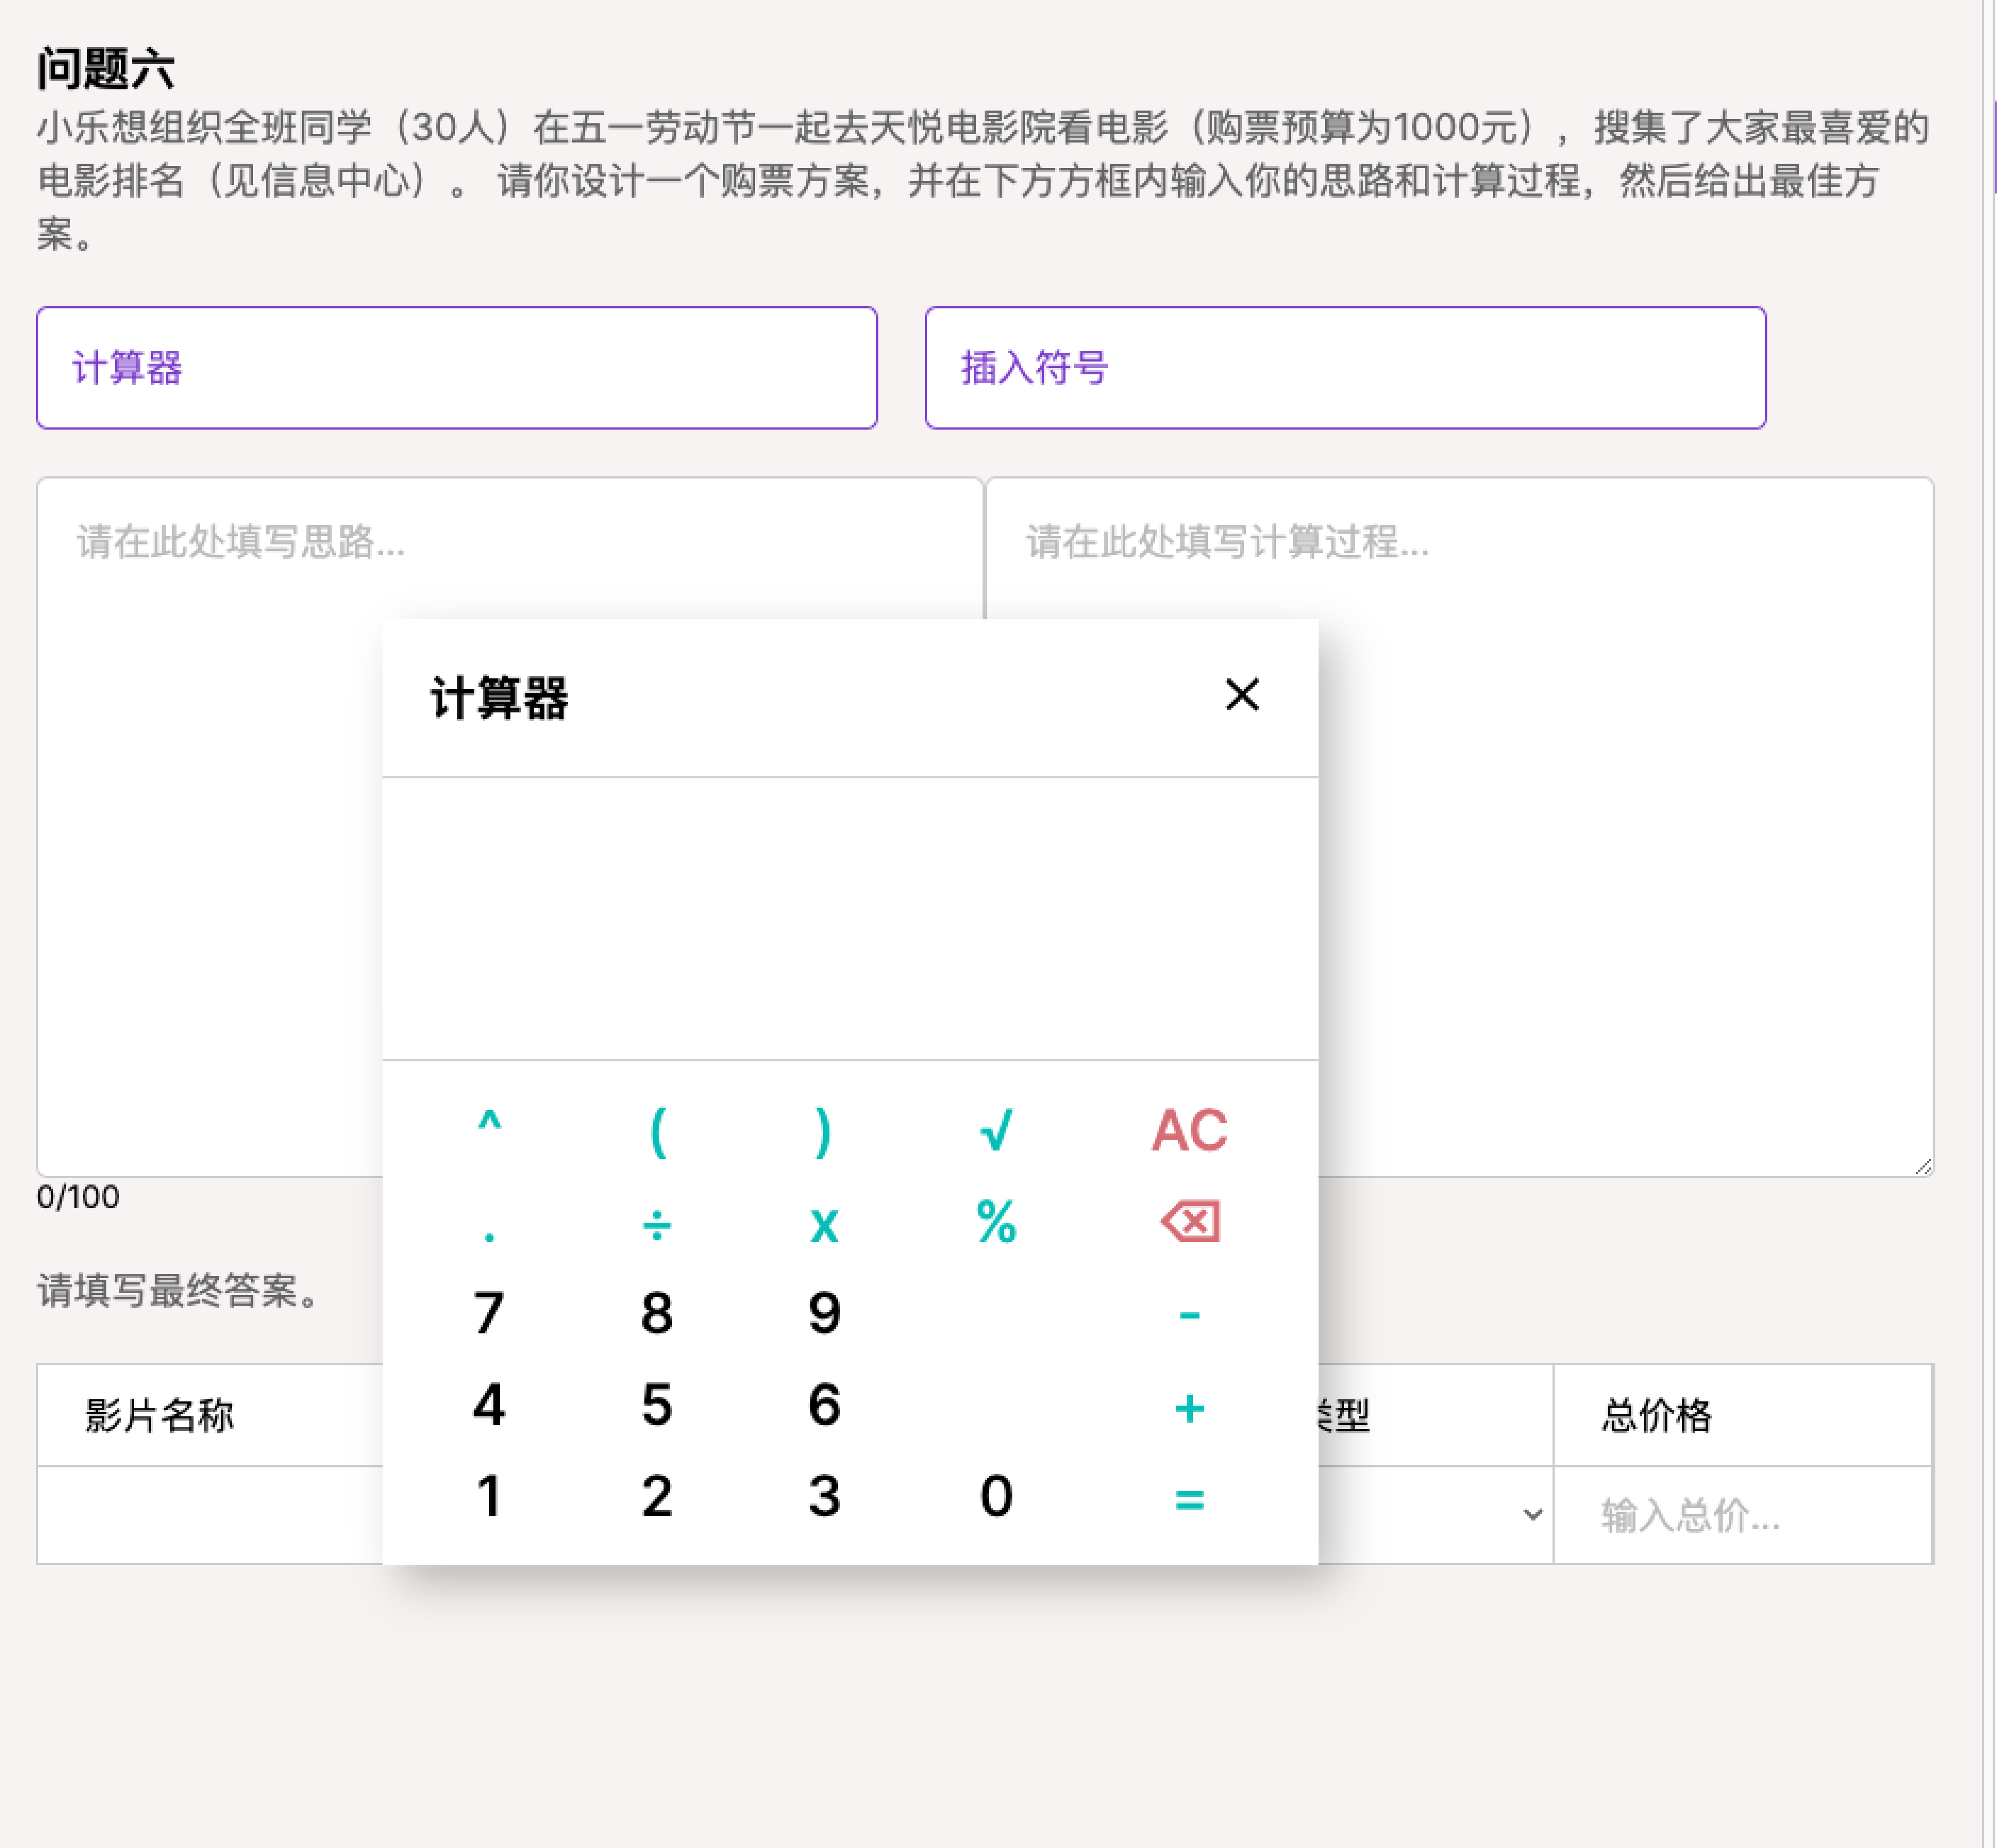 问题六
小乐想组织全班同学（30人）在五一劳动节一起去天悦电影院看电影（购票预算为1000元），搜集了大家最喜爱的
电影排名（见信息中心）。 请你设计一个购票方案，并在下方方框内输入你的思路和计算过程，然后给出最佳方
案。
计算器
插入符号
请在此处填写思路...
请在此处填写计算过程...
计算器
^ ( ) √ AC
. ÷ x %
7 8 9 -
4 5 6 +
1 2 3 0 =
0/100
请填写最终答案。
影片名称
类型
总价格
输入总价...